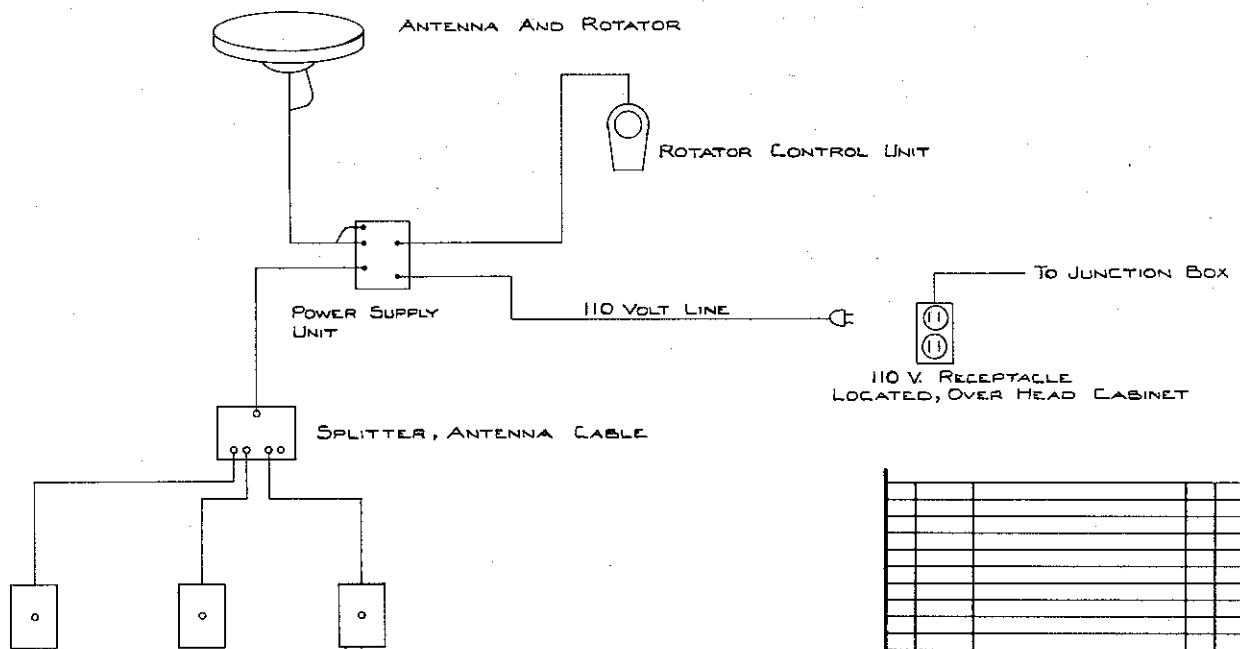 ANTENNA AND ROTATOR
ROTATOR CONTROL UNIT
TO JUNCTION BOX
POWER SUPPLY
UNIT
110 VOLT LINE
110 V. RECEPTACLE
LOCATED, OVER HEAD CABINET
SPLITTER, ANTENNA CABLE